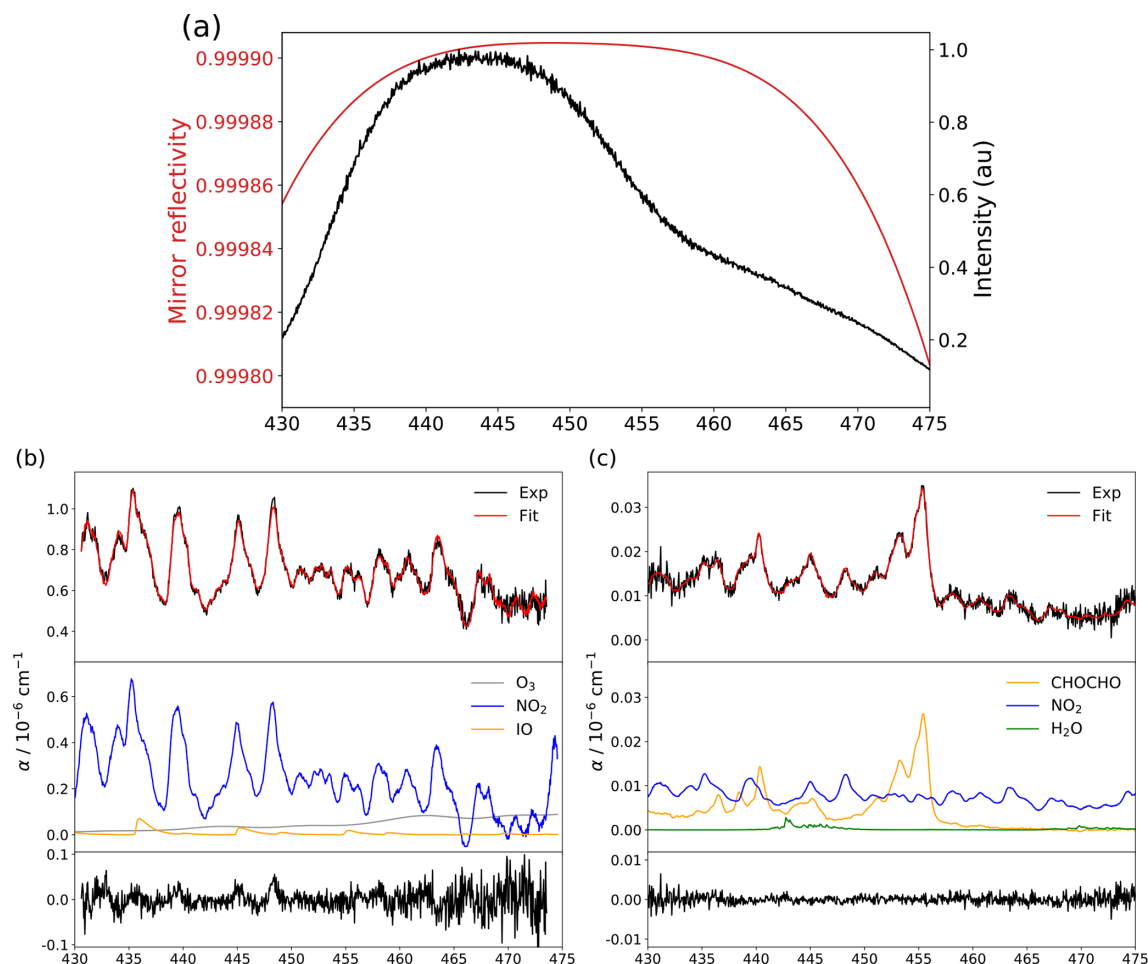 (a)
Mirror reflectivity
0.99990
0.99988
0.99986
0.99984
0.99982
0.99980
1.0
0.8
0.6
0.4
0.2
Intensity (au)
430 435 440 445 450 455 460 465 470 475
(b)
1.0
0.8
0.6
0.4
Exp
Fit
α / 10⁻⁶ cm⁻¹
0.6
0.4
0.2
0.0
O₃
NO₂
IO
0.1
0.0
-0.1
430 435 440 445 450 455 460 465 470 475
(c)
0.03
0.02
0.01
0.00
Exp
Fit
α / 10⁻⁶ cm⁻¹
0.03
0.02
0.01
0.00
CHOCHO
NO₂
H₂O
0.01
0.00
-0.01
430 435 440 445 450 455 460 465 470 475